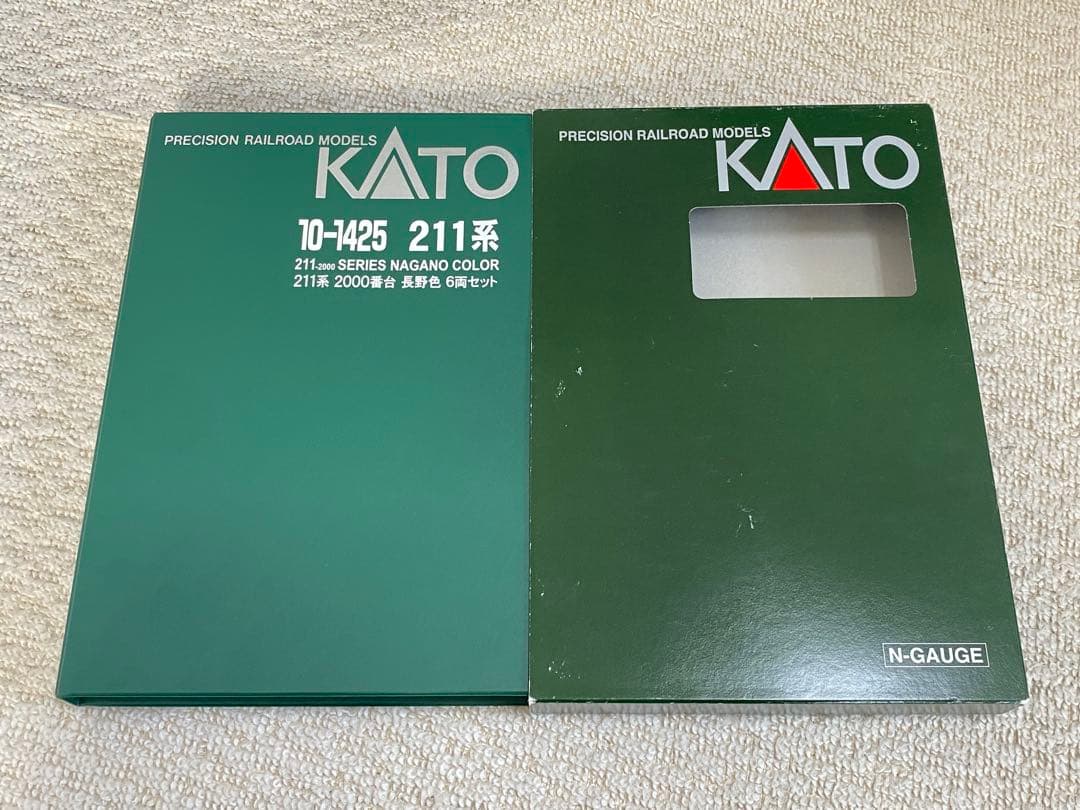 PRECISION RAILROAD MODELS
KATO
10-1425 211系
211-2000 SERIES NAGANO COLOR
211系 2000番台 長野色 6両セット
PRECISION RAILROAD MODELS
KATO
N-GAUGE